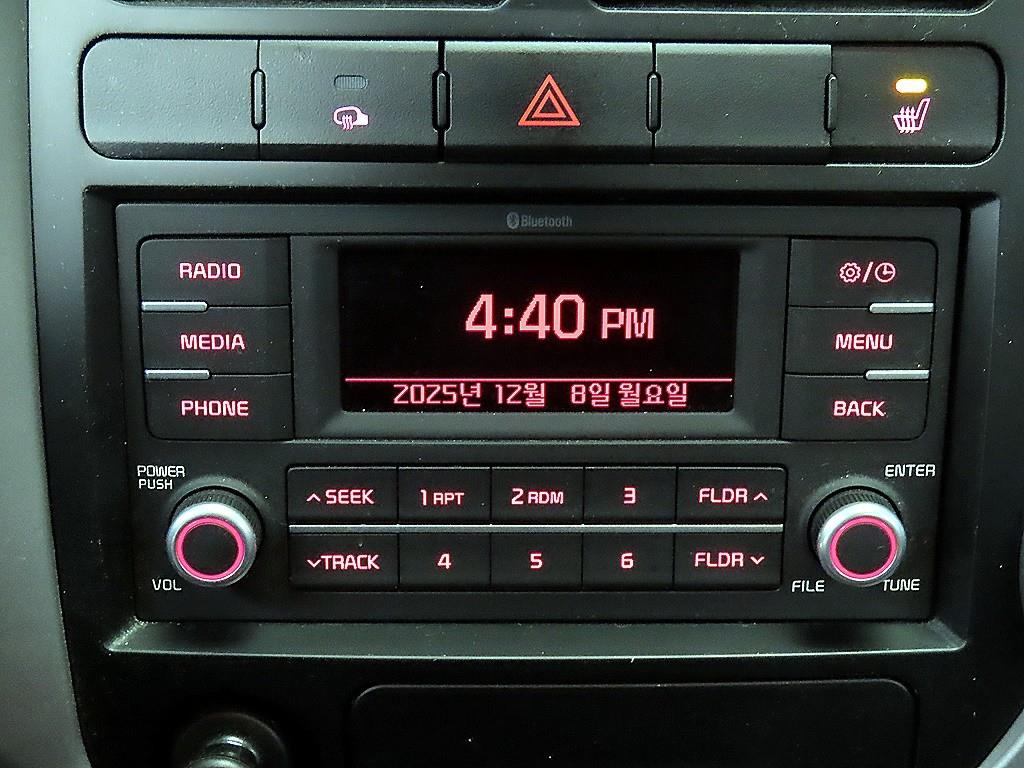 Bluetooth
RADIO
MEDIA
PHONE
4:40 PM
2025년 12월 8일 월요일
/
MENU
BACK
POWER
PUSH
VOL
∧ SEEK
1 RPT
2 RDM
3
FLDR ∧
∨TRACK
4
5
6
FLDR ∨
ENTER
FILE
TUNE